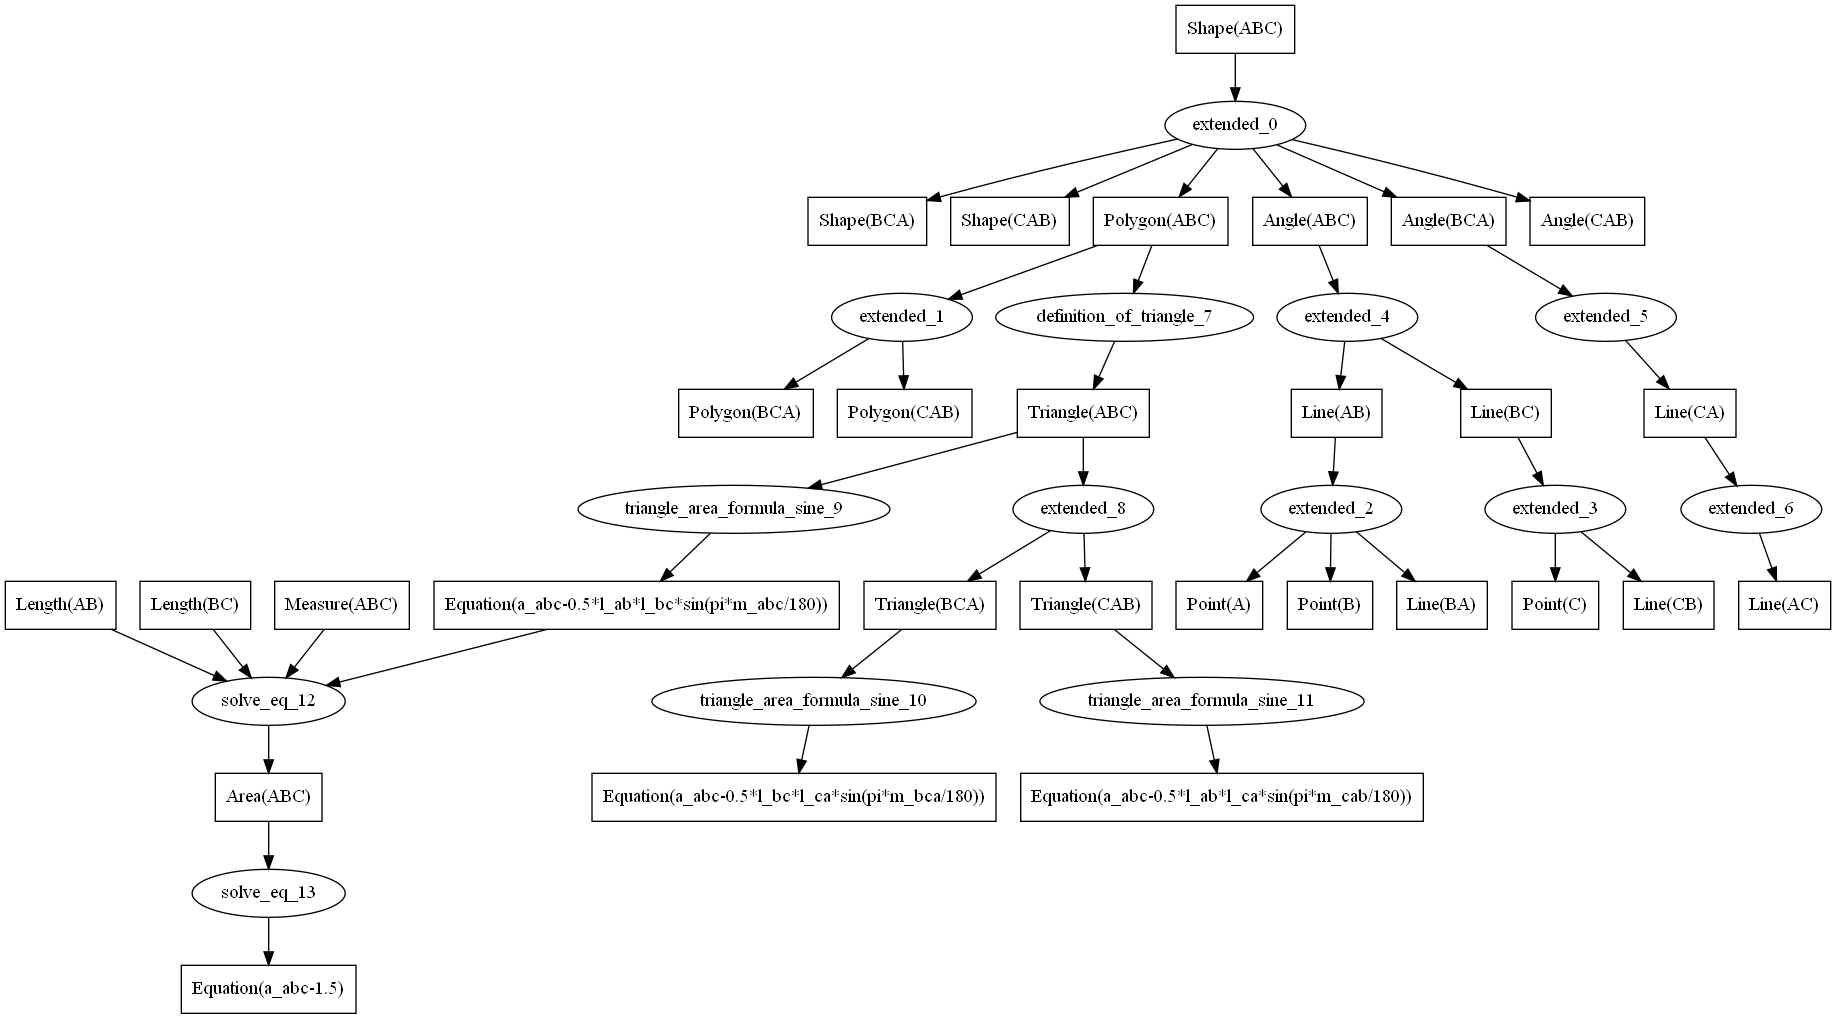 Shape(ABC)
extended_0
Shape(BCA)
Shape(CAB)
Polygon(ABC)
Angle(ABC)
Angle(BCA)
Angle(CAB)
extended_1
definition_of_triangle_7
extended_4
extended_5
Polygon(BCA)
Polygon(CAB)
Triangle(ABC)
Line(AB)
Line(BC)
Line(CA)
triangle_area_formula_sine_9
extended_8
extended_2
extended_3
extended_6
Length(AB)
Length(BC)
Measure(ABC)
Equation(a_abc-0.5*l_ab*l_bc*sin(pi*m_abc/180))
Triangle(BCA)
Triangle(CAB)
Point(A)
Point(B)
Line(BA)
Point(C)
Line(CB)
Line(AC)
solve_eq_12
triangle_area_formula_sine_10
triangle_area_formula_sine_11
Area(ABC)
Equation(a_abc-0.5*l_bc*l_ca*sin(pi*m_bca/180))
Equation(a_abc-0.5*l_ab*l_ca*sin(pi*m_cab/180))
solve_eq_13
Equation(a_abc-1.5)